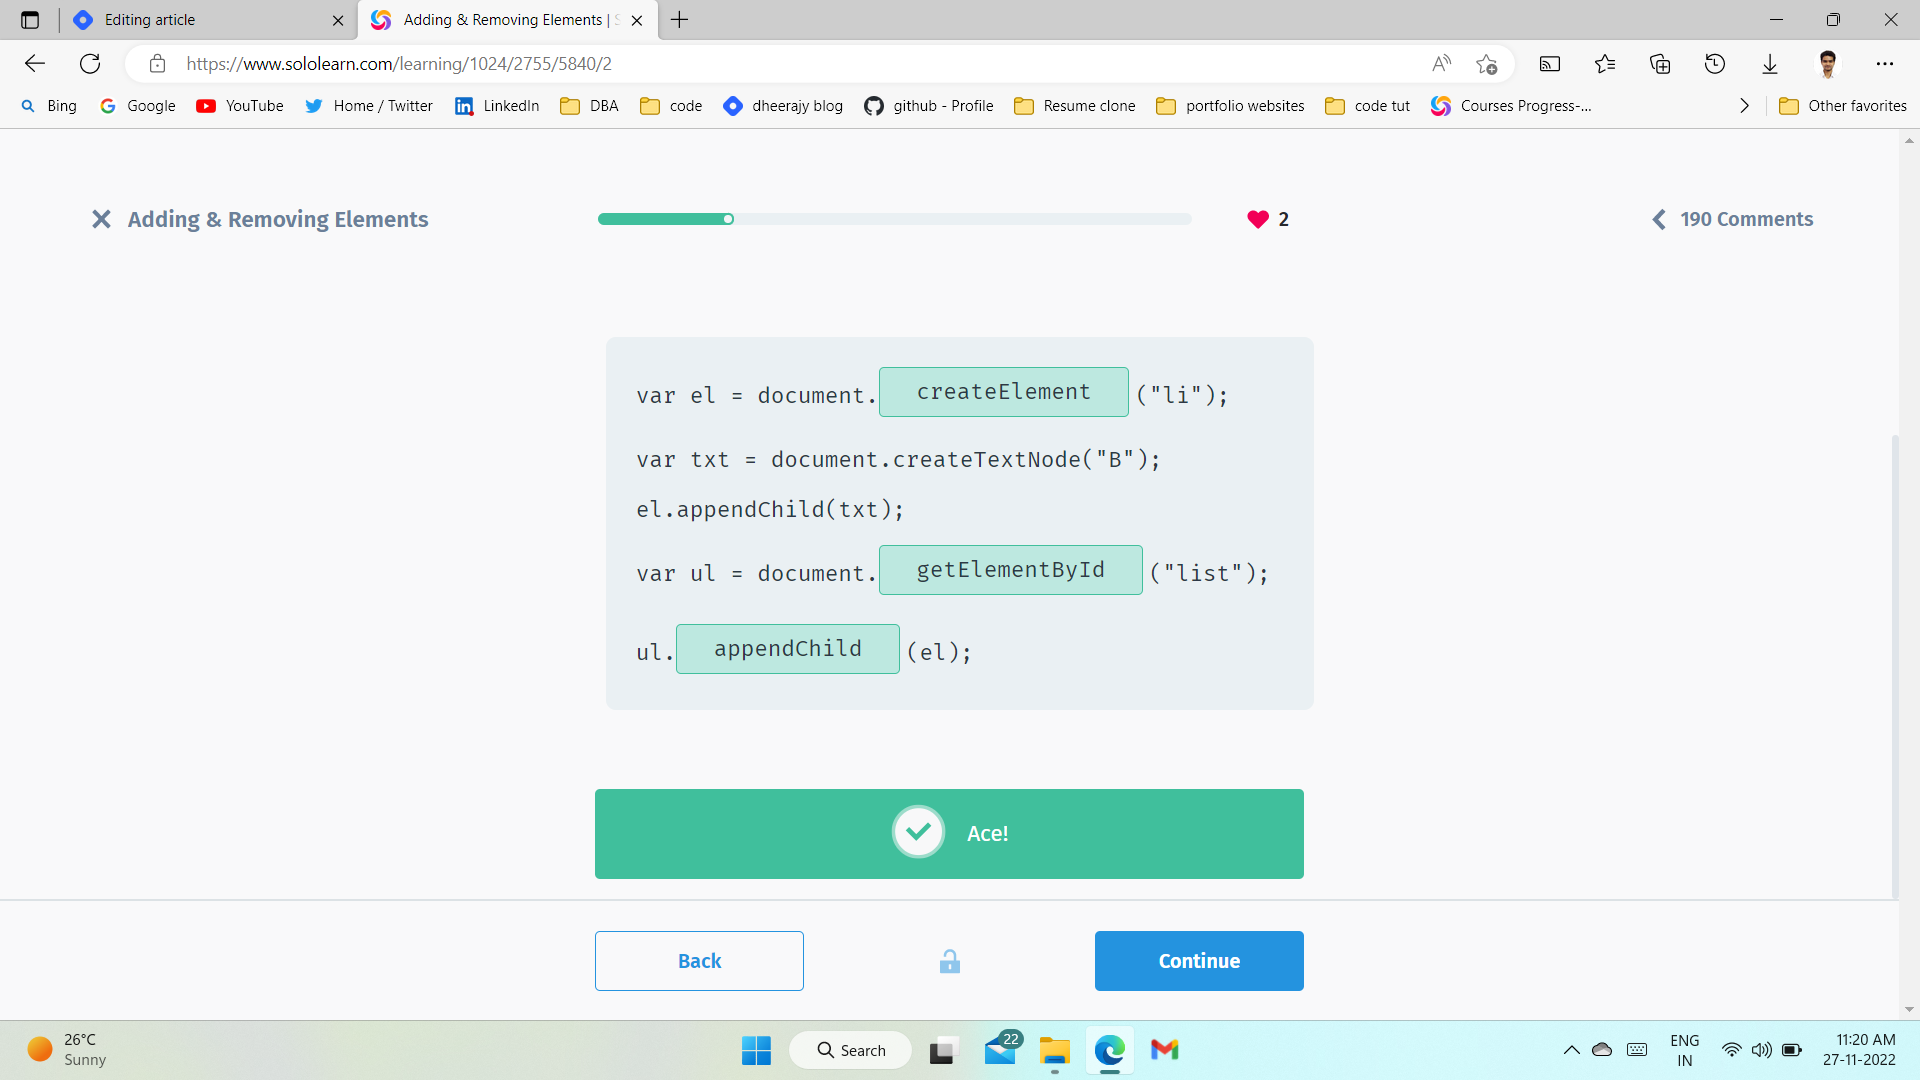 Editing article
Adding & Removing Elements | S
https://www.sololearn.com/learning/1024/2755/5840/2
Bing Google YouTube Home / Twitter LinkedIn DBA code dheerajy blog github - Profile Resume clone portfolio websites code tut Courses Progress-... Other favorites
Adding & Removing Elements
2
190 Comments
var el = document. createElement ("li");
var txt = document.createTextNode("B");
el.appendChild(txt);
var ul = document. getElementById ("list");
ul. appendChild (el);
Ace!
Back
Continue
26°C
Sunny
Search
22
ENG
IN
11:20 AM
27-11-2022